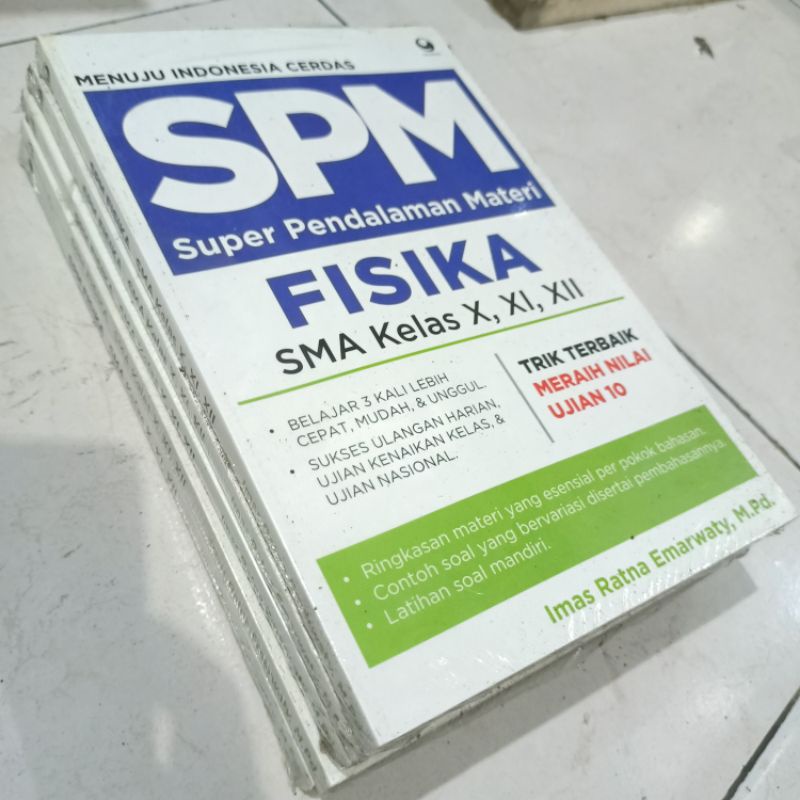 MENUJU INDONESIA CERDAS
SPM
Super Pendalaman Materi
FISIKA
SMA Kelas X, XI, XII
• BELAJAR 3 KALI LEBIH
CEPAT, MUDAH, & UNGGUL.
• SUKSES ULANGAN HARIAN,
UJIAN KENAIKAN KELAS, &
UJIAN NASIONAL.
TRIK TERBAIK
MERAIH NILAI
UJIAN 10
• Ringkasan materi yang esensial per pokok bahasan.
• Contoh soal yang bervariasi disertai pembahasannya.
• Latihan soal mandiri.
Imas Ratna Emarwaty, M.Pd.